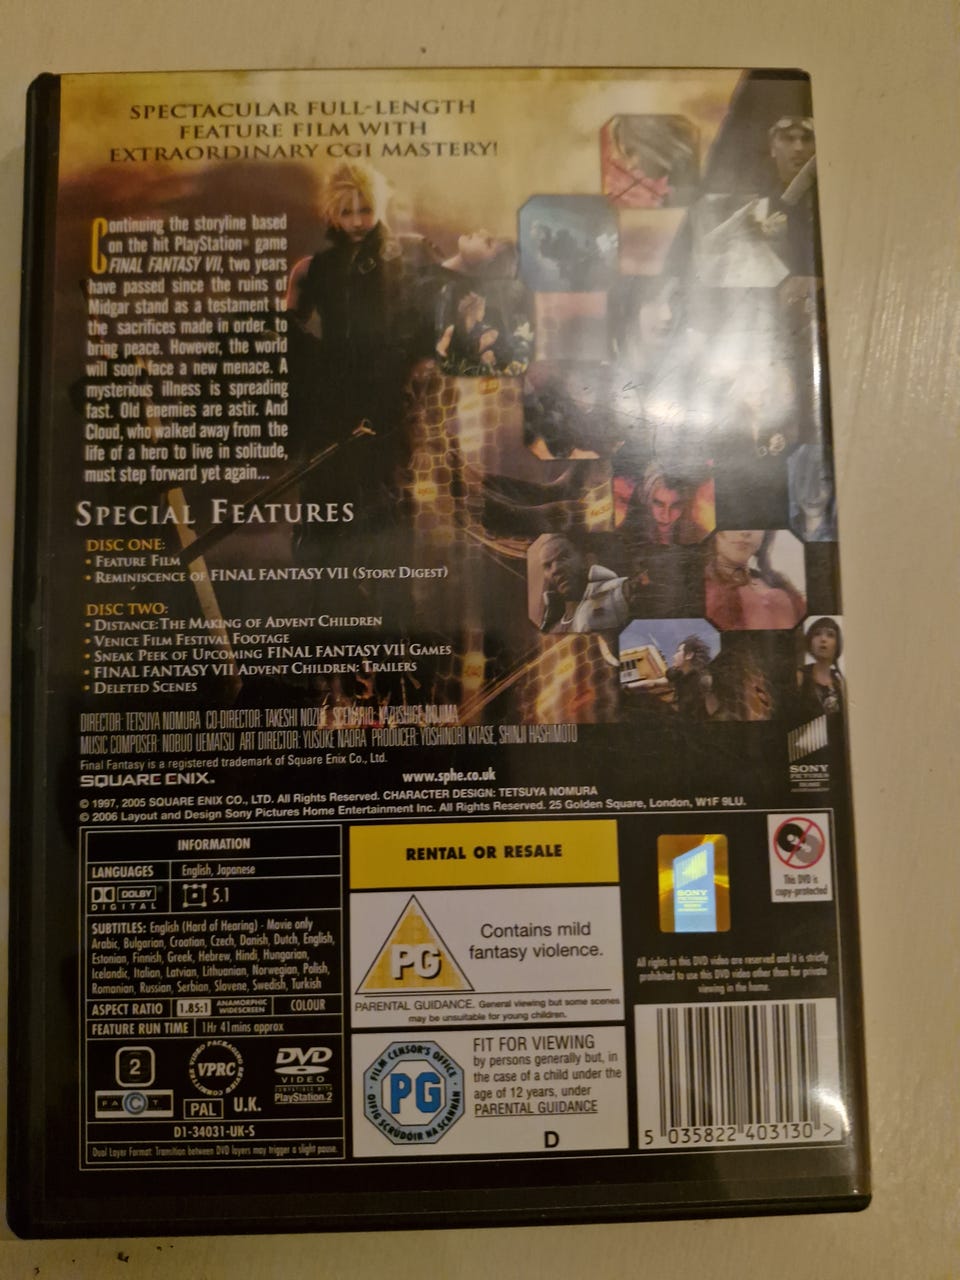 SPECTACULAR FULL-LENGTH
FEATURE FILM WITH
EXTRAORDINARY CGI MASTERY!
Continuing the storyline based
on the hit PlayStation® game
FINAL FANTASY VII, two years
have passed since the ruins of
Midgar stand as a testament to
the sacrifices made in order to
bring peace. However, the world
will soon face a new menace. A
mysterious illness is spreading
fast. Old enemies are astir. And
Cloud, who walked away from the
life of a hero to live in solitude,
must step forward yet again...
SPECIAL FEATURES
DISC ONE:
• FEATURE FILM
• REMINISCENCE OF FINAL FANTASY VII (STORY DIGEST)
DISC TWO:
• DISTANCE: THE MAKING OF ADVENT CHILDREN
• VENICE FILM FESTIVAL FOOTAGE
• SNEAK PEEK OF UPCOMING FINAL FANTASY VII GAMES
• FINAL FANTASY VII ADVENT CHILDREN: TRAILERS
• DELETED SCENES
DIRECTOR: TETSUYA NOMURA CO-DIRECTOR: TAKESHI NOZUE SCENARIO: KAZUSHIGE NOJIMA
MUSIC COMPOSER: NOBUO UEMATSU ART DIRECTOR: YUSUKE NAORA PRODUCER: YOSHINORI KITASE, SHINJI HASHIMOTO
Final Fantasy is a registered trademark of Square Enix Co., Ltd.
SQUARE ENIX™
www.sphe.co.uk
© 1997, 2005 SQUARE ENIX CO., LTD. All Rights Reserved. CHARACTER DESIGN: TETSUYA NOMURA
© 2006 Layout and Design Sony Pictures Home Entertainment Inc. All Rights Reserved. 25 Golden Square, London, W1F 9LU.
SONY
PICTURES
HOME
ENTERTAINMENT
INFORMATION
LANGUAGES English, Japanese
DOLBY
DIGITAL
5.1
SUBTITLES: English (Hard of Hearing) - Movie only
Arabic, Bulgarian, Croatian, Czech, Danish, Dutch, English,
Estonian, Finnish, Greek, Hebrew, Hindi, Hungarian,
Icelandic, Italian, Latvian, Lithuanian, Norwegian, Polish,
Romanian, Russian, Serbian, Slovene, Swedish, Turkish
ASPECT RATIO 1.85:1 ANAMORPHIC WIDESCREEN COLOUR
FEATURE RUN TIME 1Hr 41mins approx
2
VIDEO PACKAGING REVIEW COMMITTEE
VPRC
DVD
VIDEO
COMPATIBLE WITH
PlayStation.2
FACT
PAL
U.K.
D1-34031-UK-S
Dual Layer Format. Transition between DVD layers may trigger a slight pause.
RENTAL OR RESALE
PG
Contains mild
fantasy violence.
PARENTAL GUIDANCE. General viewing but some scenes
may be unsuitable for young children.
FILM CENSOR'S OFFICE
PG
OIFIG SCRÚDÓIR NA SCANNÁN
FIT FOR VIEWING
by persons generally but, in
the case of a child under the
age of 12 years, under
PARENTAL GUIDANCE
D
SONY
PICTURES
This DVD is
copy-protected
All rights in this DVD video are reserved and it is strictly
prohibited to use this DVD video other than for private
viewing in the home.
5 035822 403130 >